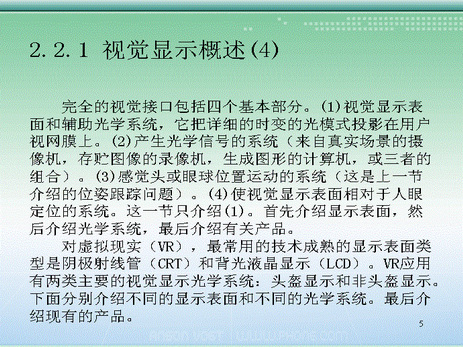 2.2.1 视觉显示概述(4)
完全的视觉接口包括四个基本部分。(1)视觉显示表
面和辅助光学系统，它把详细的时变的光模式投影在用户
视网膜上。(2)产生光学信号的系统（来自真实场景的摄
像机，存贮图像的录像机，生成图形的计算机，或三者的
组合）。(3)感觉头或眼球位置运动的系统（这是上一节
介绍的位姿跟踪问题）。(4)使视觉显示表面相对于人眼
定位的系统。这一节只介绍(1)。首先介绍显示表面，然
后介绍光学系统，最后介绍有关产品。
对虚拟现实（VR），最常用的技术成熟的显示表面类
型是阴极射线管（CRT）和背光液晶显示（LCD）。VR应用
有两类主要的视觉显示光学系统：头盔显示和非头盔显示。
下面分别介绍不同的显示表面和不同的光学系统。最后介
绍现有的产品。
5